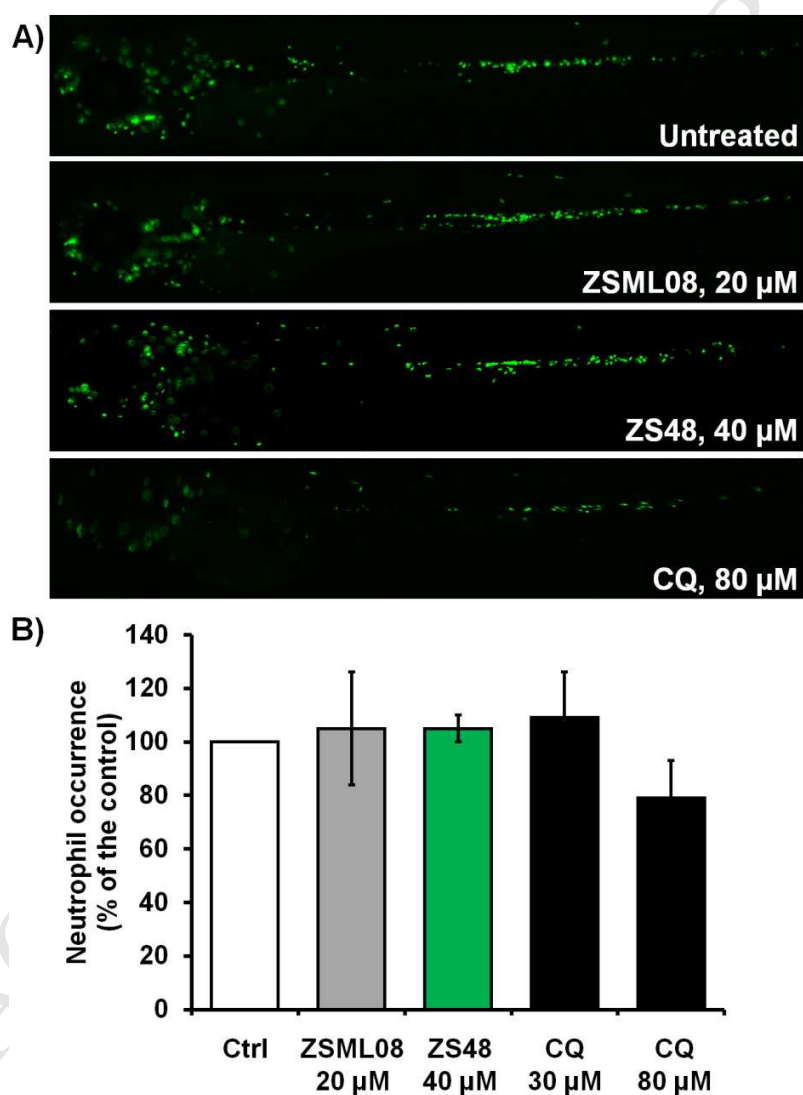 A)
Untreated
ZSML08, 20 µM
ZS48, 40 µM
CQ, 80 µM
B)
Neutrophil occurrence
(% of the control)
140
120
100
80
60
40
20
0
Ctrl ZSML08 ZS48 CQ CQ
20 µM 40 µM 30 µM 80 µM